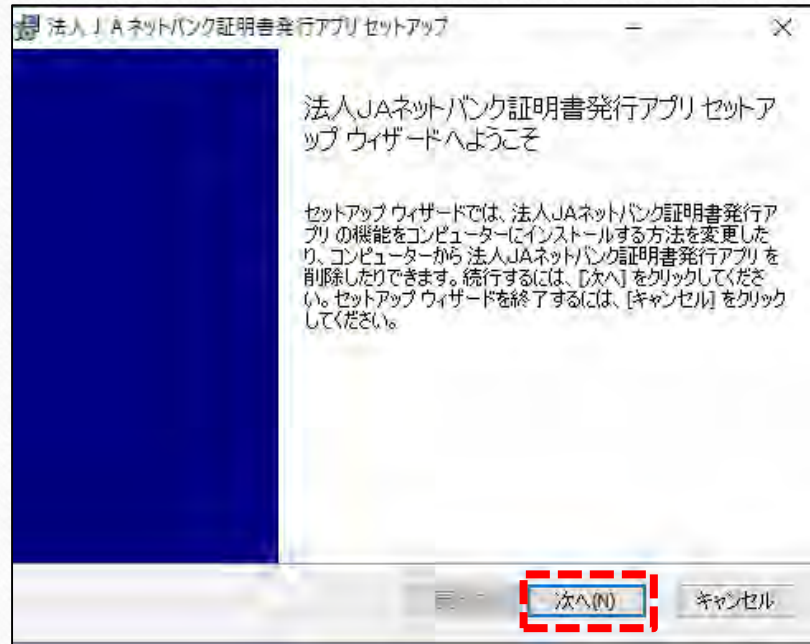 法人ＪＡネットバンク証明書発行アプリ セットアップ
法人JAネットバンク証明書発行アプリ セットア
ップ ウィザードへようこそ
セットアップ ウィザードでは、法人JAネットバンク証明書発行ア
プリ の機能をコンピューターにインストールする方法を変更した
り、コンピューターから 法人JAネットバンク証明書発行アプリ を
削除したりできます。続行するには、[次へ] をクリックしてくださ
い。セットアップ ウィザードを終了するには、[キャンセル] をクリック
してください。
次へ(N) キャンセル